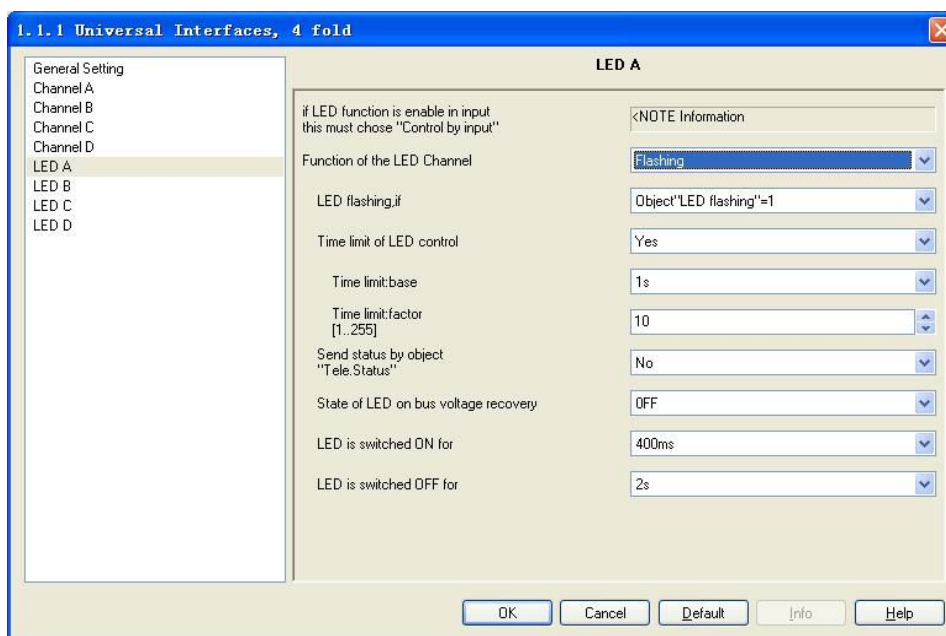 1.1.1 Universal Interfaces, 4 fold
General Setting
Channel A
Channel B
Channel C
Channel D
LED A
LED B
LED C
LED D
LED A
if LED function is enable in input
this must chose "Control by input"
<NOTE Information
Function of the LED Channel
Flashing
LED flashing,if
Object"LED flashing"=1
Time limit of LED control
Yes
Time limit:base
1s
Time limit:factor
[1..255]
10
Send status by object
"Tele.Status"
No
State of LED on bus voltage recovery
OFF
LED is switched ON for
400ms
LED is switched OFF for
2s
OK
Cancel
Default
Info
Help